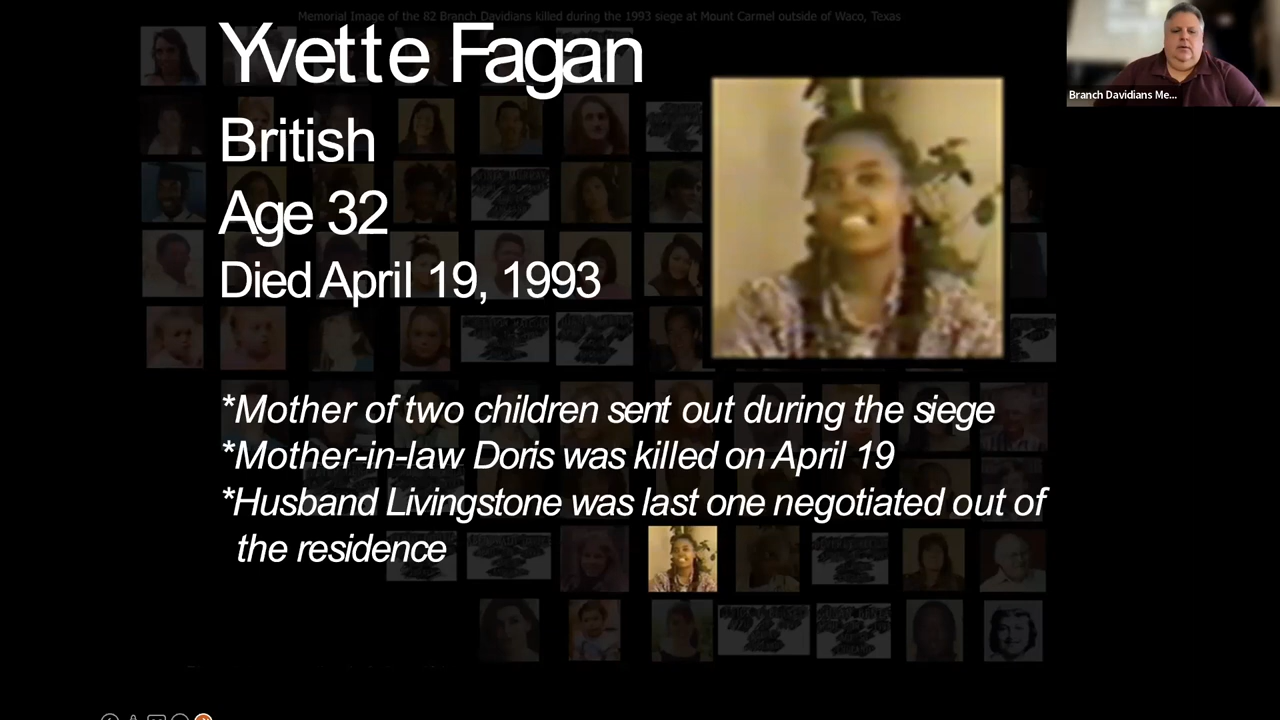 Memorial Image of the 82 Branch Davidians killed during the 1993 siege at Mount Carmel outside of Waco, Texas
Yvette Fagan
British
Age 32
Died April 19, 1993
Branch Davidians Me...
*Mother of two children sent out during the siege
*Mother-in-law Doris was killed on April 19
*Husband Livingstone was last one negotiated out of
the residence